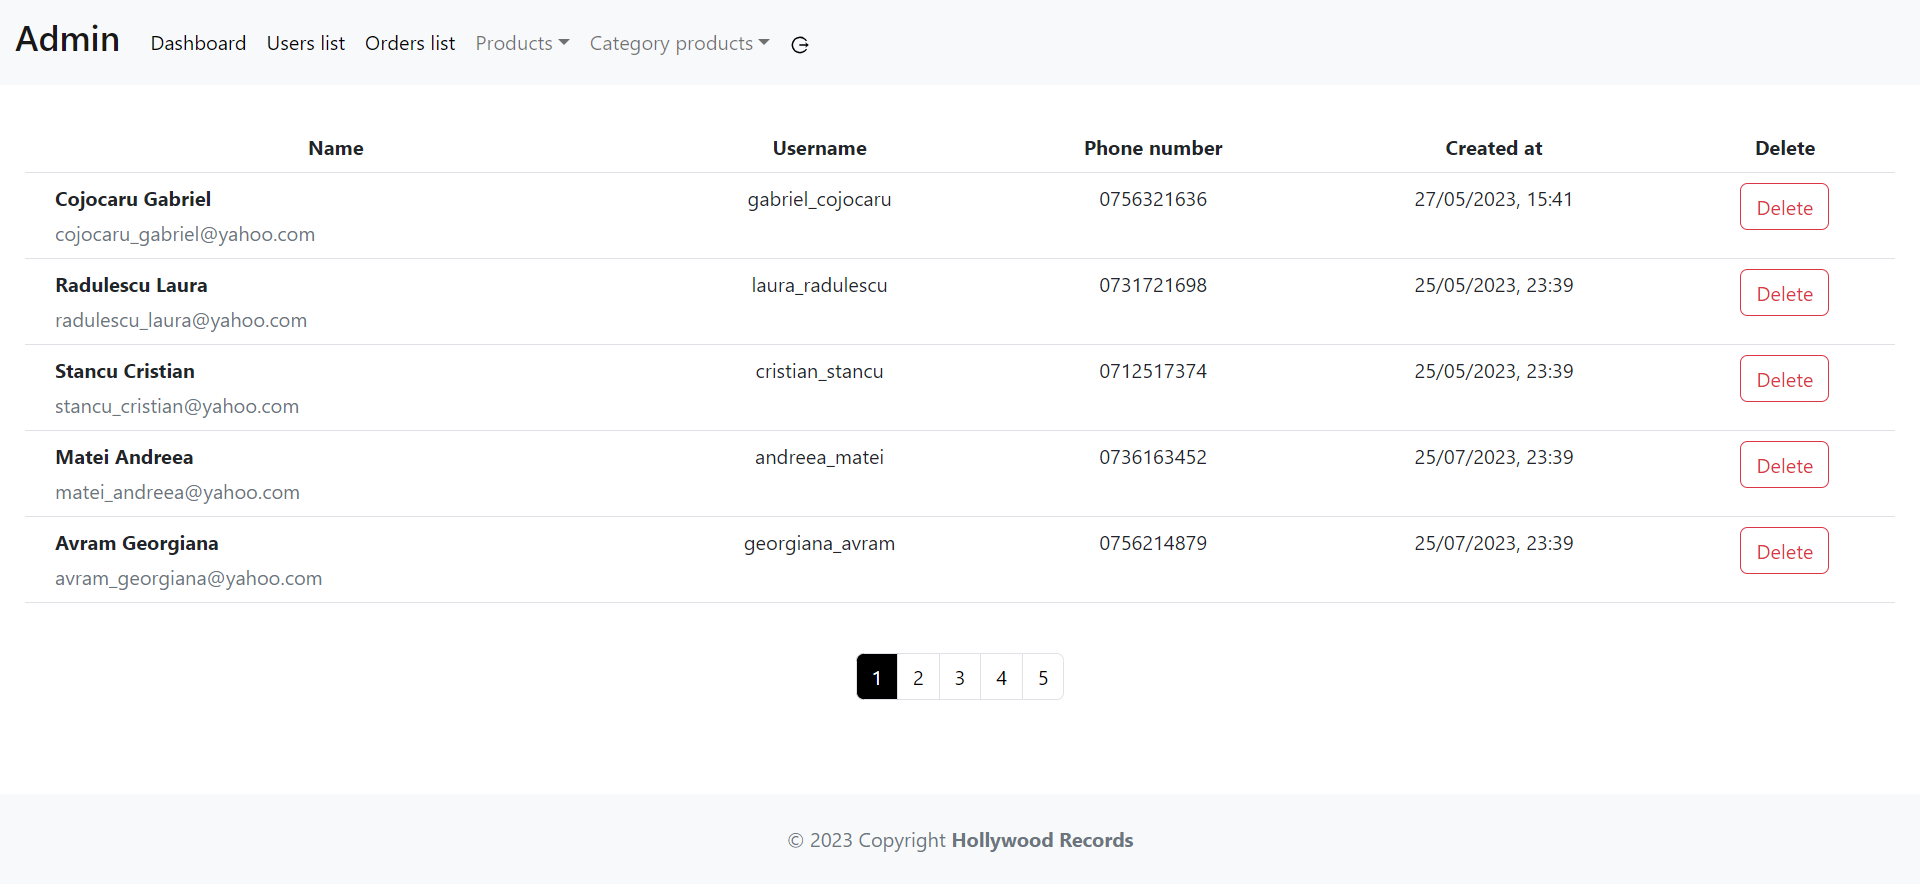 Admin Dashboard Users list Orders list Products Category products
Name Username Phone number Created at Delete
Cojocaru Gabriel gabriel_cojocaru 0756321636 27/05/2023, 15:41 Delete
cojocaru_gabriel@yahoo.com
Radulescu Laura laura_radulescu 0731721698 25/05/2023, 23:39 Delete
radulescu_laura@yahoo.com
Stancu Cristian cristian_stancu 0712517374 25/05/2023, 23:39 Delete
stancu_cristian@yahoo.com
Matei Andreea andreea_matei 0736163452 25/07/2023, 23:39 Delete
matei_andreea@yahoo.com
Avram Georgiana georgiana_avram 0756214879 25/07/2023, 23:39 Delete
avram_georgiana@yahoo.com
1 2 3 4 5
© 2023 Copyright Hollywood Records